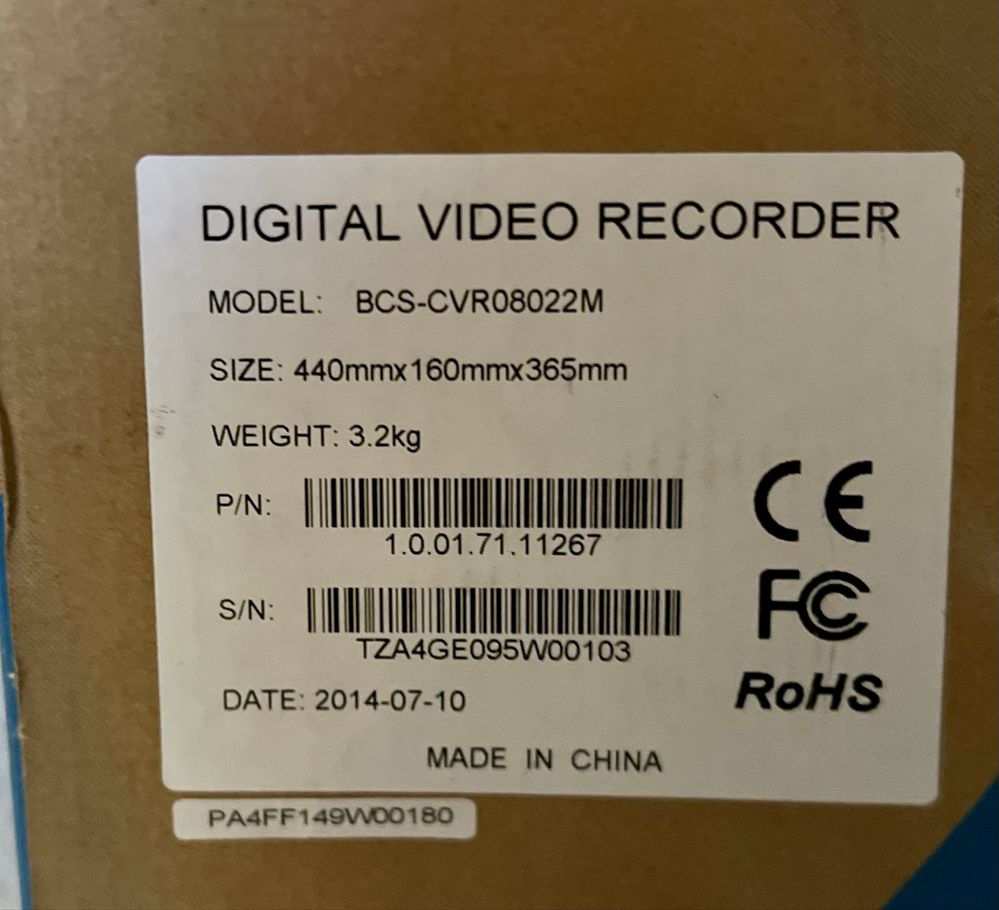 DIGITAL VIDEO RECORDER
MODEL: BCS-CVR08022M
SIZE: 440mmx160mmx365mm
WEIGHT: 3.2kg
P/N:
1.0.01.71.11267
CE
S/N:
TZA4GE095W00103
FC
DATE: 2014-07-10
RoHS
MADE IN CHINA
PA4FF149W00180